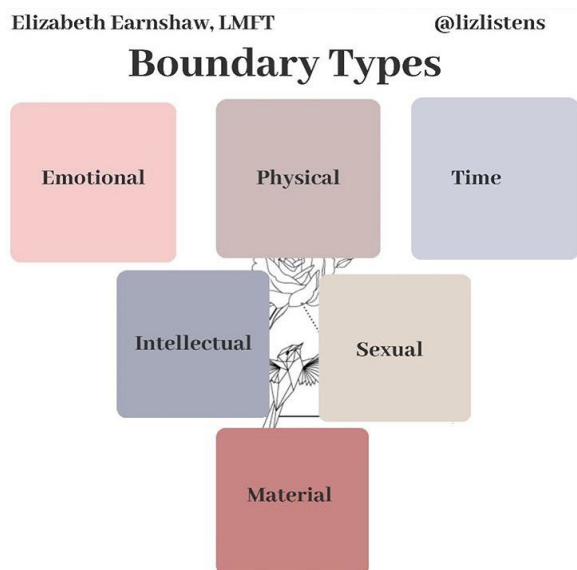 Elizabeth Earnshaw, LMFT @lizlistens
Boundary Types
Emotional Physical Time
Intellectual Sexual
Material